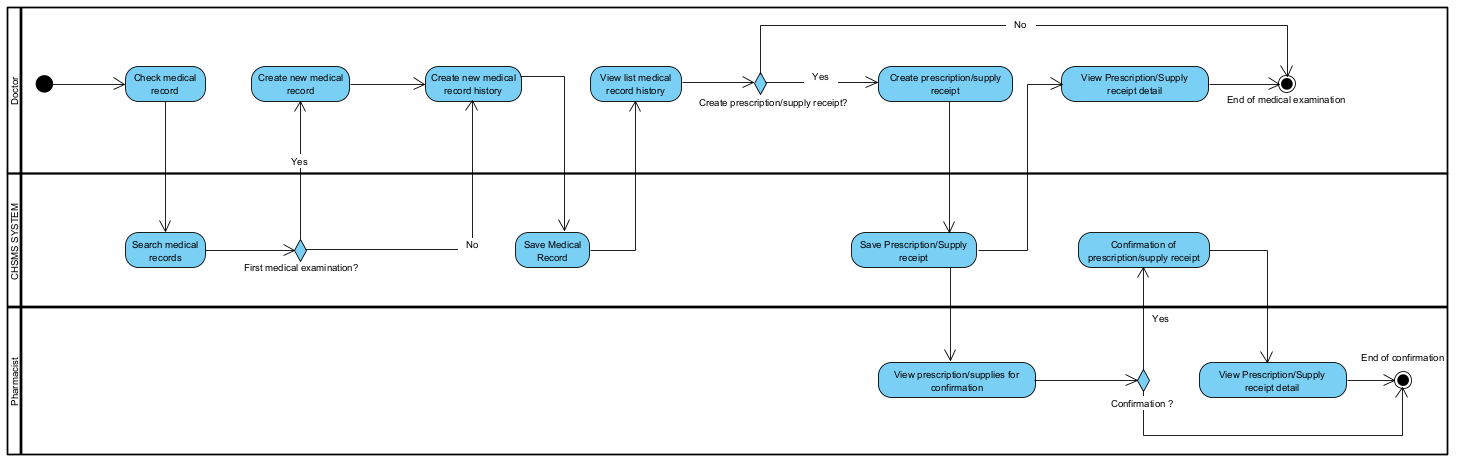 Doctor
No
Check medical
record
Create new medical
record
Create new medical
record history
View list medical
record history
Yes
Create prescription/supply receipt?
Create prescription/supply
receipt
View Prescription/Supply
receipt detail
End of medical examination
Yes
CHSMS SYSTEM
Search medical
records
First medical examination?
No
Save Medical
Record
Save Prescription/Supply
receipt
Confirmation of
prescription/supply receipt
Yes
Pharmacist
View prescription/supplies for
confirmation
Confirmation ?
View Prescription/Supply
receipt detail
End of confirmation